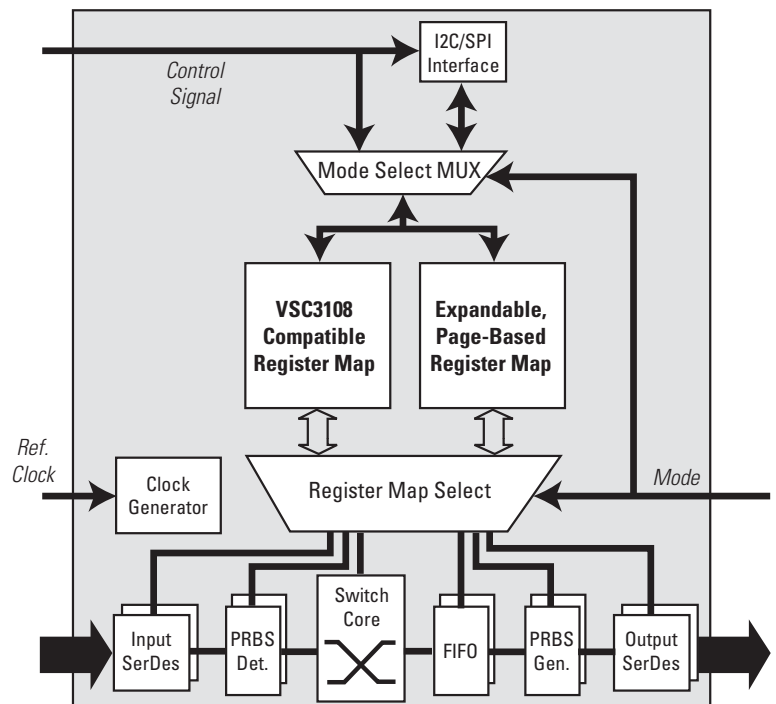 I2C/SPI
Interface
Control
Signal
Mode Select MUX
VSC3108
Compatible
Register Map
Expandable,
Page-Based
Register Map
Ref.
Clock
Clock
Generator
Register Map Select
Mode
Input
SerDes
PRBS
Det.
Switch
Core
FIFO
PRBS
Gen.
Output
SerDes